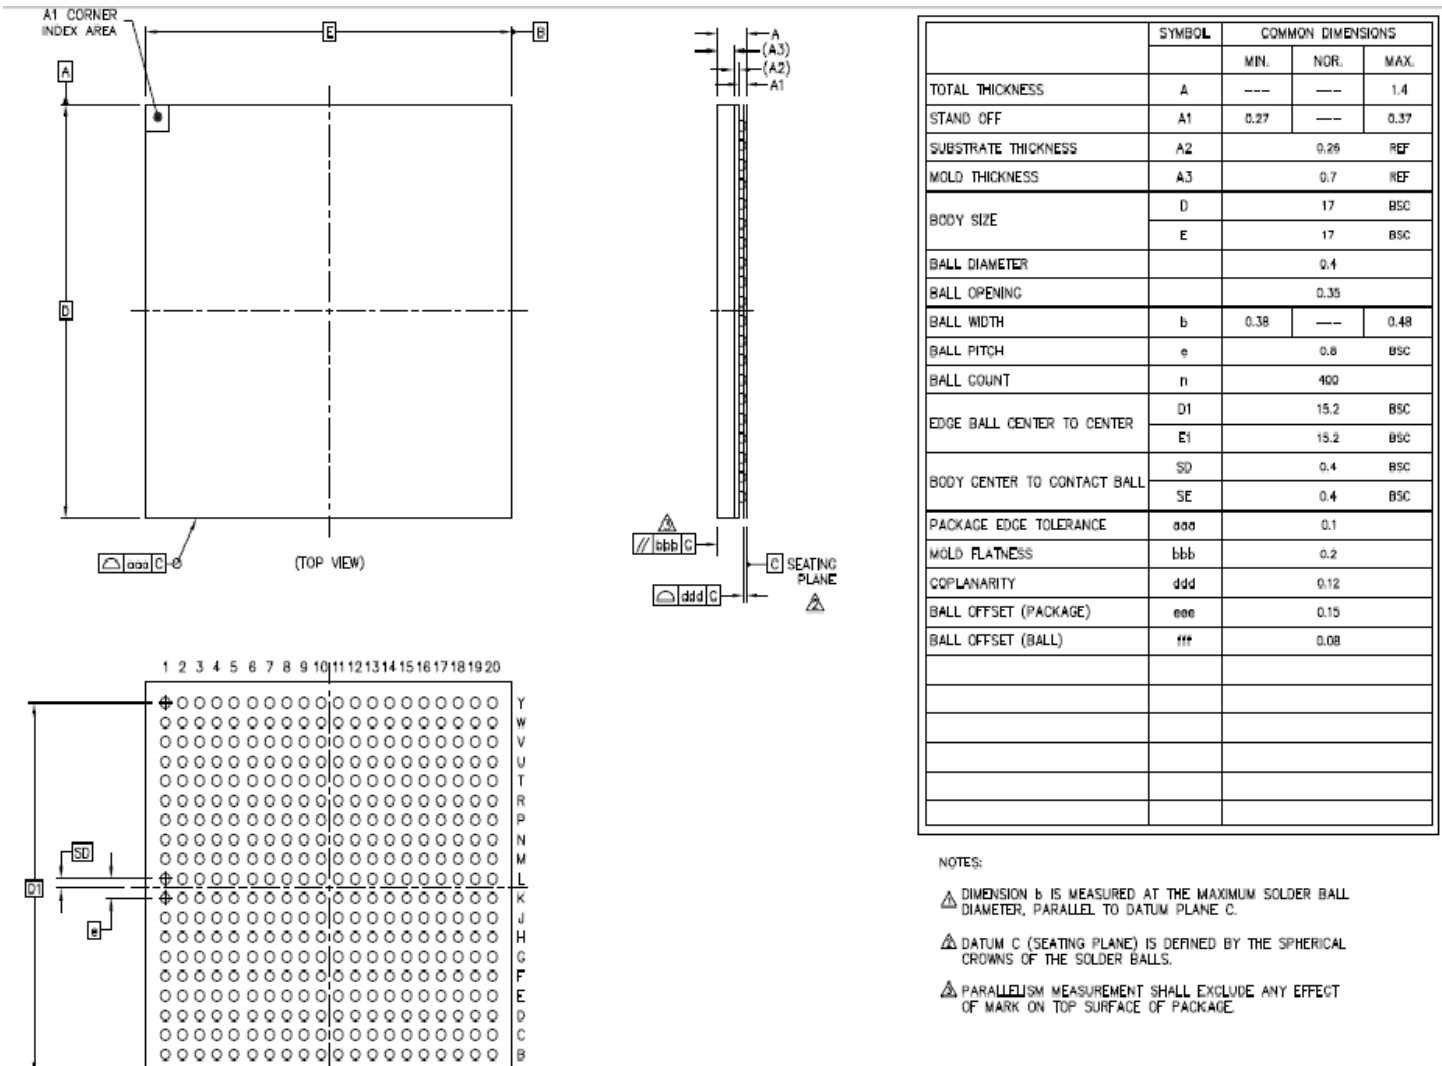 A1 CORNER
INDEX AREA
E
B
A
D
aaa C
(TOP VIEW)
A
(A3)
(A2)
A1
3
// bbb C
C SEATING
PLANE
2
ddd C
SYMBOL COMMON DIMENSIONS
MIN. NOR. MAX.
TOTAL THICKNESS A --- --- 1.4
STAND OFF A1 0.27 --- 0.37
SUBSTRATE THICKNESS A2 0.26 REF
MOLD THICKNESS A3 0.7 REF
BODY SIZE D 17 BSC
E 17 BSC
BALL DIAMETER 0.4
BALL OPENING 0.35
BALL WIDTH b 0.38 --- 0.48
BALL PITCH e 0.8 BSC
BALL COUNT n 400
EDGE BALL CENTER TO CENTER D1 15.2 BSC
E1 15.2 BSC
BODY CENTER TO CONTACT BALL SD 0.4 BSC
SE 0.4 BSC
PACKAGE EDGE TOLERANCE aaa 0.1
MOLD FLATNESS bbb 0.2
COPLANARITY ddd 0.12
BALL OFFSET (PACKAGE) eee 0.15
BALL OFFSET (BALL) fff 0.08
1 2 3 4 5 6 7 8 9 10 11 12 13 14 15 16 17 18 19 20
Y
W
V
U
T
R
P
N
M
L
K
J
H
G
F
E
D
C
B
SD
D1
e
NOTES:
1 DIMENSION b IS MEASURED AT THE MAXIMUM SOLDER BALL
DIAMETER, PARALLEL TO DATUM PLANE C.
2 DATUM C (SEATING PLANE) IS DEFINED BY THE SPHERICAL
CROWNS OF THE SOLDER BALLS.
3 PARALLELISM MEASUREMENT SHALL EXCLUDE ANY EFFECT
OF MARK ON TOP SURFACE OF PACKAGE.